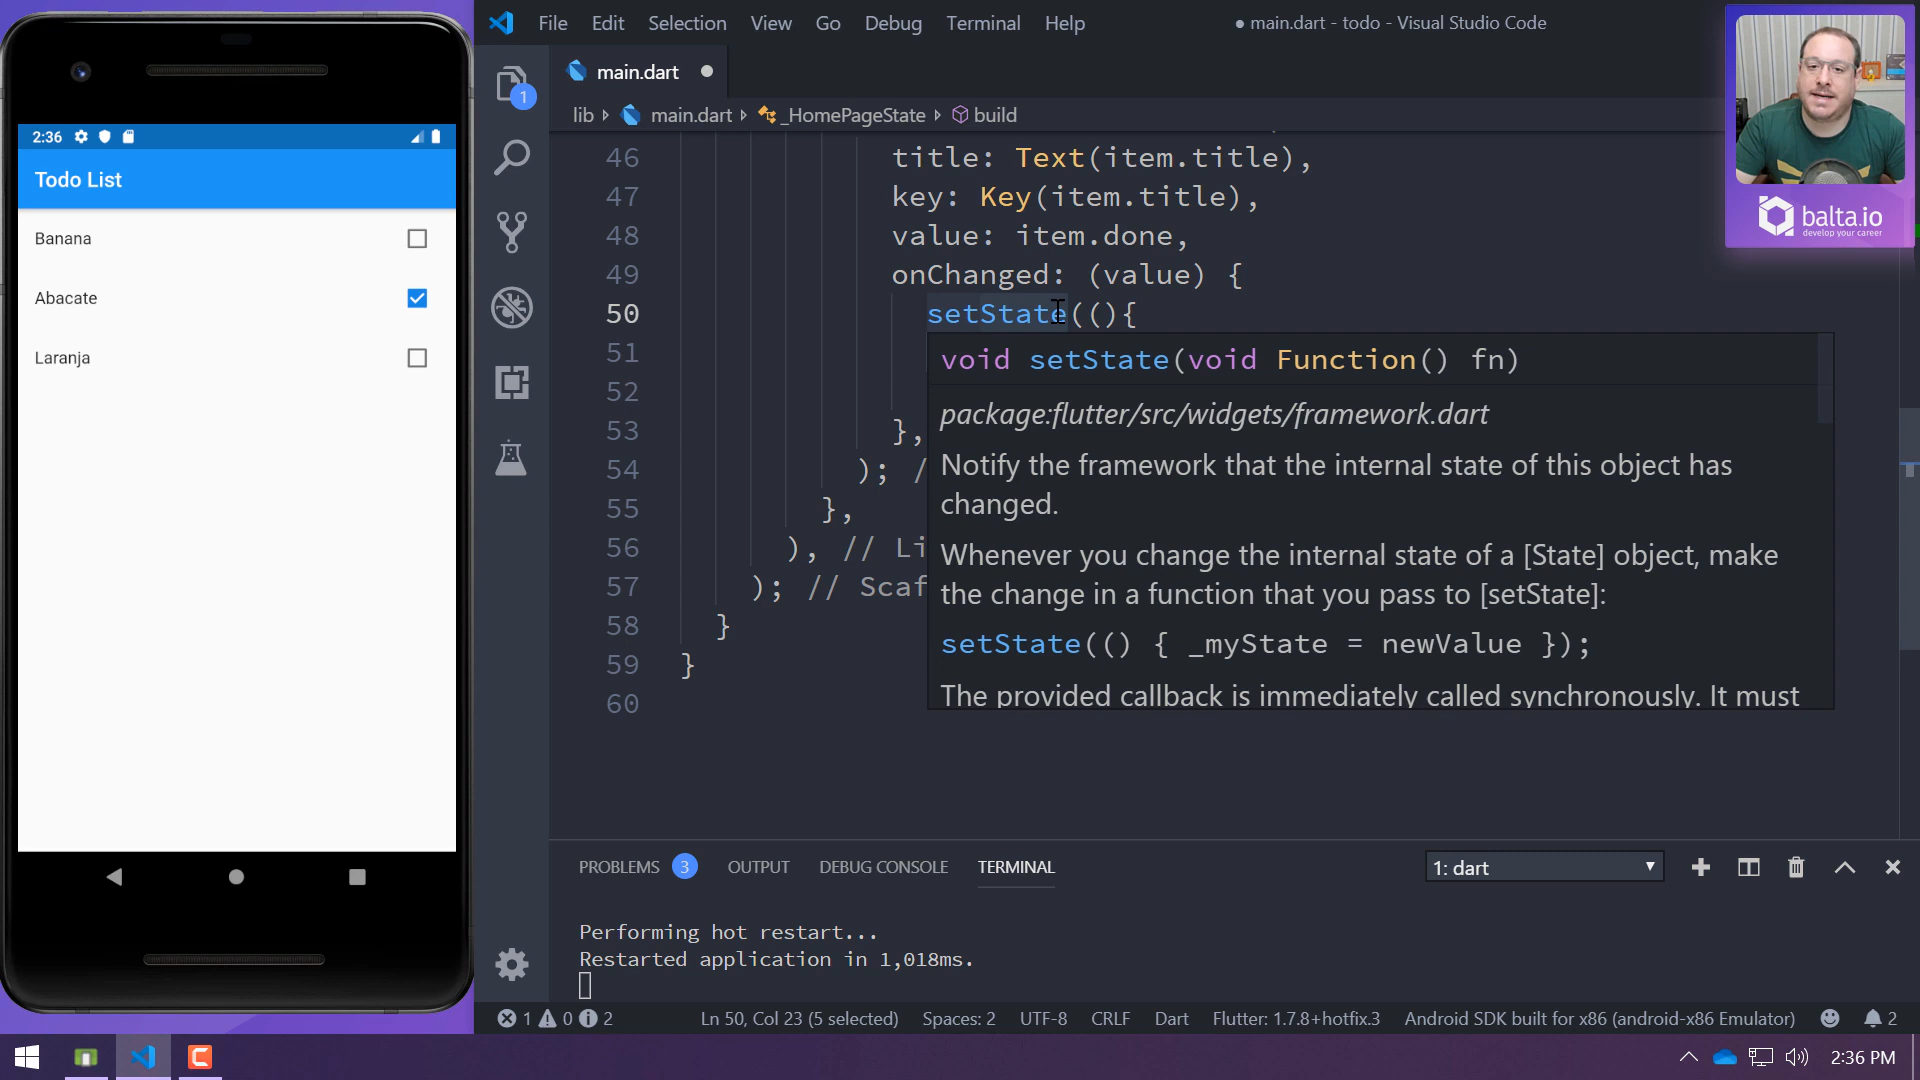 File Edit Selection View Go Debug Terminal Help
● main.dart - todo - Visual Studio Code
main.dart
1
lib main.dart _HomePageState build
2:36
Todo List
Banana
Abacate
Laranja
46 title: Text(item.title),
47 key: Key(item.title),
48 value: item.done,
49 onChanged: (value) {
50 setState((){
51
52
53 },
54 ); /
55 },
56 ), // Li
57 ); // Scaf
58 }
59 }
60
void setState(void Function() fn)
package:flutter/src/widgets/framework.dart
Notify the framework that the internal state of this object has
changed.
Whenever you change the internal state of a [State] object, make
the change in a function that you pass to [setState]:
setState(() { _myState = newValue });
The provided callback is immediately called synchronously. It must
balta.io
develop your career
PROBLEMS 3 OUTPUT DEBUG CONSOLE TERMINAL
1: dart
Performing hot restart...
Restarted application in 1,018ms.
1 0 2 Ln 50, Col 23 (5 selected) Spaces: 2 UTF-8 CRLF Dart Flutter: 1.7.8+hotfix.3 Android SDK built for x86 (android-x86 Emulator) 2
2:36 PM